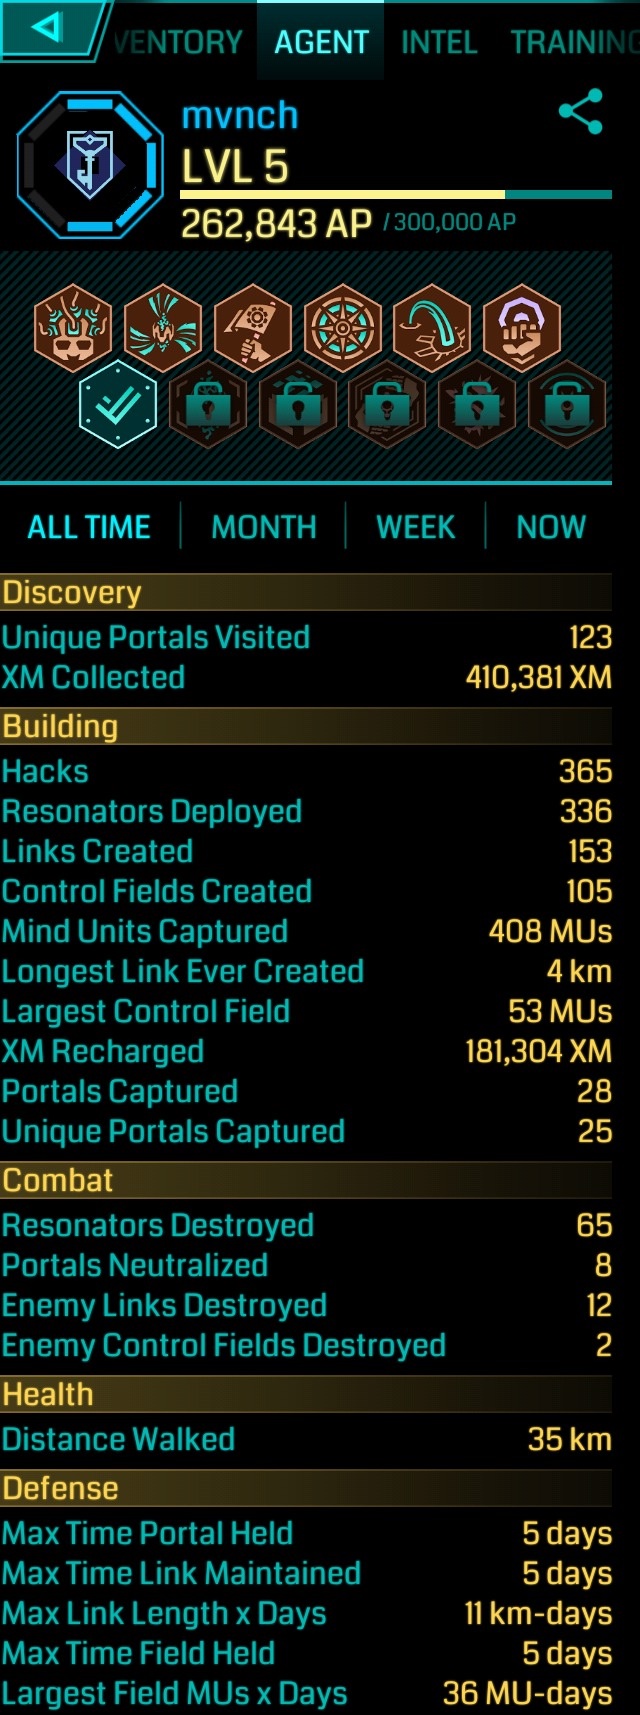 VENTORY AGENT INTEL TRAINING
mvnch
LVL 5
262,843 AP / 300,000 AP
ALL TIME MONTH WEEK NOW
Discovery
Unique Portals Visited 123
XM Collected 410,381 XM
Building
Hacks 365
Resonators Deployed 336
Links Created 153
Control Fields Created 105
Mind Units Captured 408 MUs
Longest Link Ever Created 4 km
Largest Control Field 53 MUs
XM Recharged 181,304 XM
Portals Captured 28
Unique Portals Captured 25
Combat
Resonators Destroyed 65
Portals Neutralized 8
Enemy Links Destroyed 12
Enemy Control Fields Destroyed 2
Health
Distance Walked 35 km
Defense
Max Time Portal Held 5 days
Max Time Link Maintained 5 days
Max Link Length x Days 11 km-days
Max Time Field Held 5 days
Largest Field MUs x Days 36 MU-days